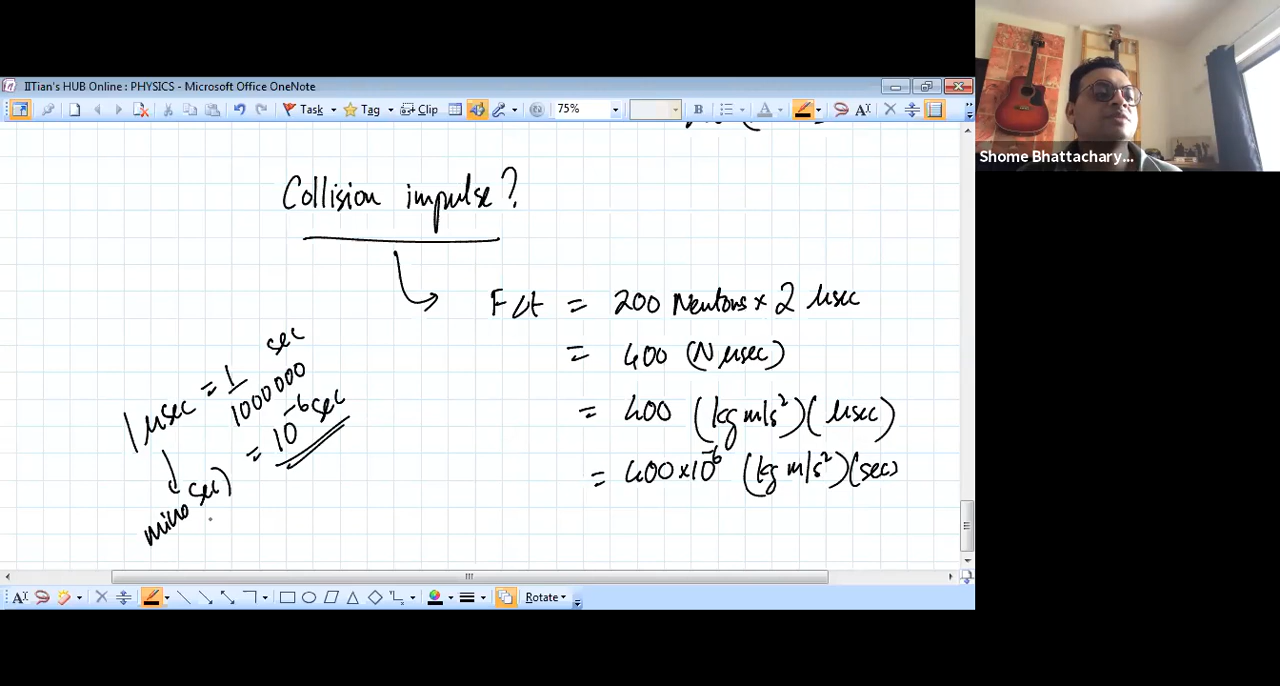 IITian's HUB Online : PHYSICS - Microsoft Office OneNote
Task Tag Clip 75% B A A
Shome Bhattachary...
Collision impulse?
F Δt = 200 Newtons × 2 μsec
= 400 (N μsec)
= 400 (kg m/s²)(μsec)
= 400×10⁻⁶ (kg m/s²)(sec)
1 μsec = 1/1000000 sec
= 10⁻⁶ sec
sec)
Rotate